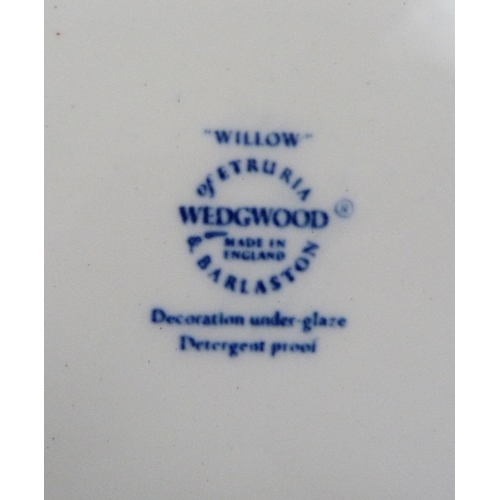 "WILLOW"
of ETRURIA
WEDGWOOD ®
MADE IN
ENGLAND
& BARLASTON
Decoration under-glaze
Detergent proof